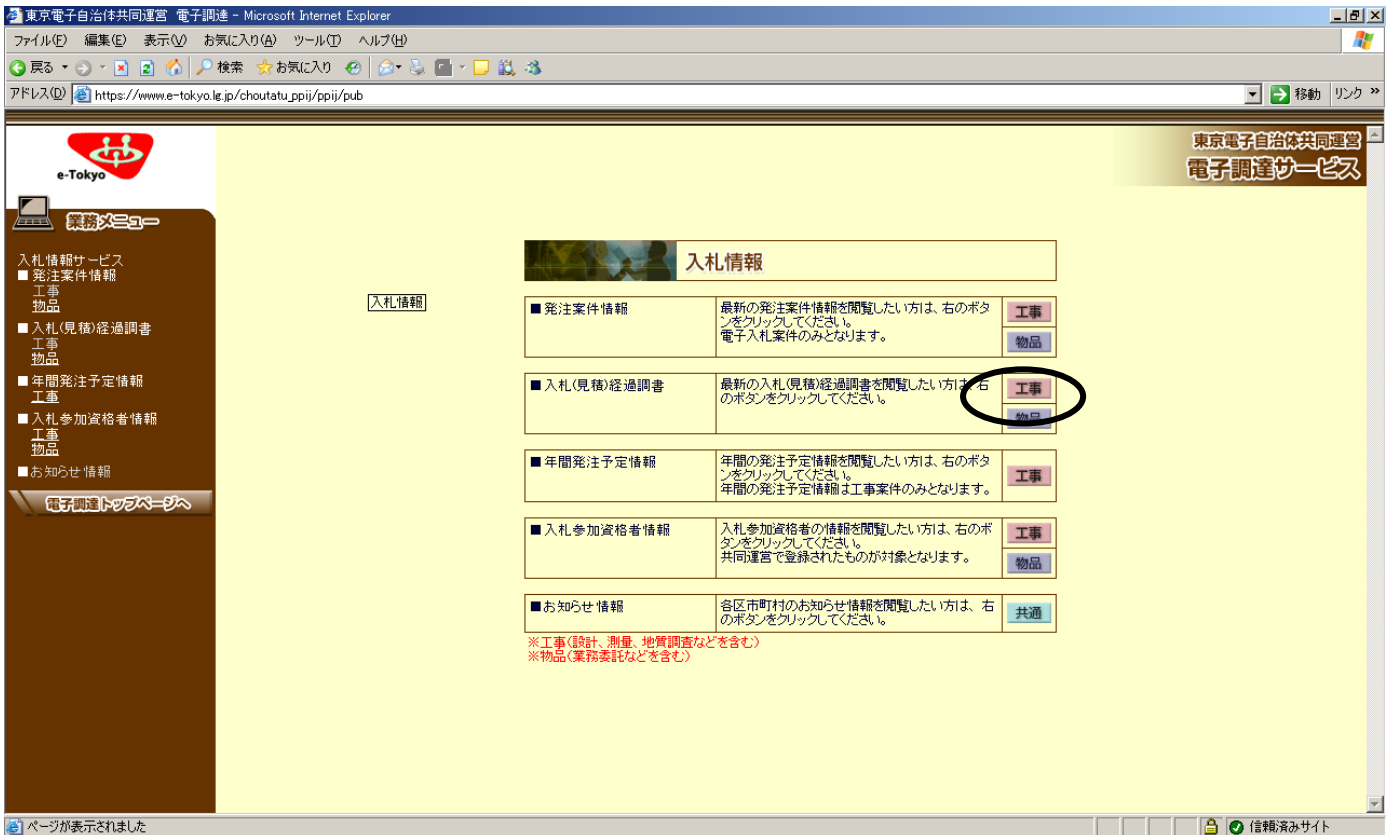 東京電子自治体共同運営 電子調達 - Microsoft Internet Explorer
ファイル(F) 編集(E) 表示(V) お気に入り(A) ツール(T) ヘルプ(H)
戻る 検索 お気に入り
アドレス(D) https://www.e-tokyo.lg.jp/choutatu_ppij/ppij/pub 移動 リンク »
e-Tokyo
東京電子自治体共同運営
電子調達サービス
業務メニュー
入札情報サービス
■発注案件情報
工事
物品
■入札(見積)経過調書
工事
物品
■年間発注予定情報
工事
■入札参加資格者情報
工事
物品
■お知らせ情報
電子調達トップページへ
入札情報
入札情報
■発注案件情報
最新の発注案件情報を閲覧したい方は、右のボタ
ンをクリックしてください。
電子入札案件のみとなります。
工事
物品
■入札(見積)経過調書
最新の入札(見積)経過調書を閲覧したい方は、右
のボタンをクリックしてください。
工事
物品
■年間発注予定情報
年間の発注予定情報を閲覧したい方は、右のボタ
ンをクリックしてください。
年間の発注予定情報は工事案件のみとなります。
工事
■入札参加資格者情報
入札参加資格者の情報を閲覧したい方は、右のボ
タンをクリックしてください。
共同運営で登録されたものが対象となります。
工事
物品
■お知らせ情報
各区市町村のお知らせ情報を閲覧したい方は、右
のボタンをクリックしてください。
共通
※工事(設計、測量、地質調査などを含む)
※物品(業務委託などを含む)
ページが表示されました
信頼済みサイト